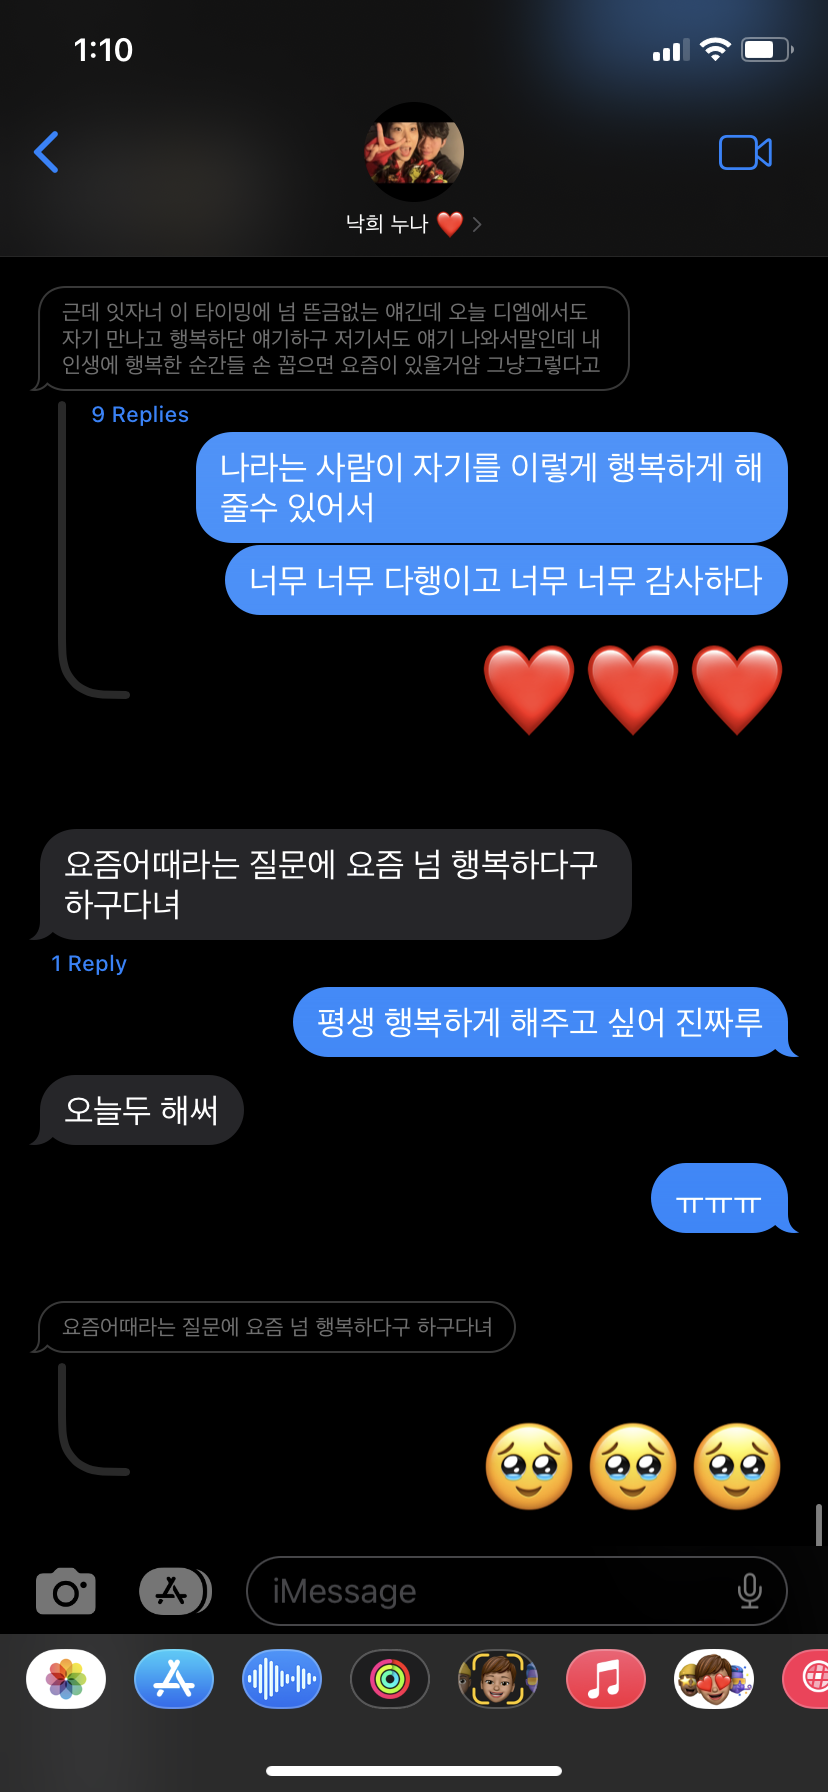 1:10
낙희 누나 ❤️
근데 잇자너 이 타이밍에 넘 뜬금없는 얘긴데 오늘 디엠에서도
자기 만나고 행복하단 얘기하구 저기서도 얘기 나와서말인데 내
인생에 행복한 순간들 손 꼽으면 요즘이 있울거얌 그냥그렇다고
9 Replies
나라는 사람이 자기를 이렇게 행복하게 해
줄수 있어서
너무 너무 다행이고 너무 너무 감사하다
❤️❤️❤️
요즘어때라는 질문에 요즘 넘 행복하다구
하구다녀
1 Reply
평생 행복하게 해주고 싶어 진짜루
오늘두 해써
ㅠㅠㅠ
요즘어때라는 질문에 요즘 넘 행복하다구 하구다녀
🥹🥹🥹
iMessage